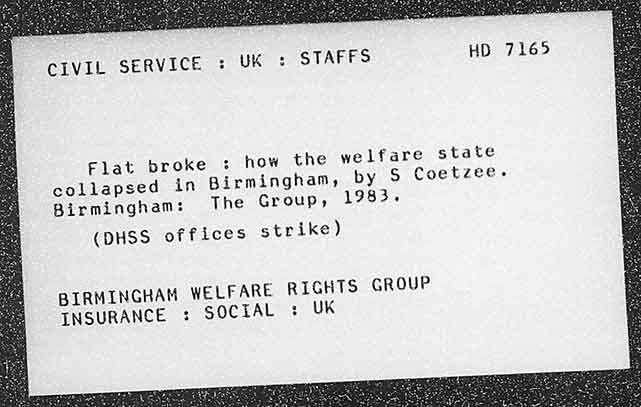 CIVIL SERVICE : UK : STAFFS HD 7165
Flat broke : how the welfare state
collapsed in Birmingham, by S Coetzee.
Birmingham: The Group, 1983.
(DHSS offices strike)
BIRMINGHAM WELFARE RIGHTS GROUP
INSURANCE : SOCIAL : UK